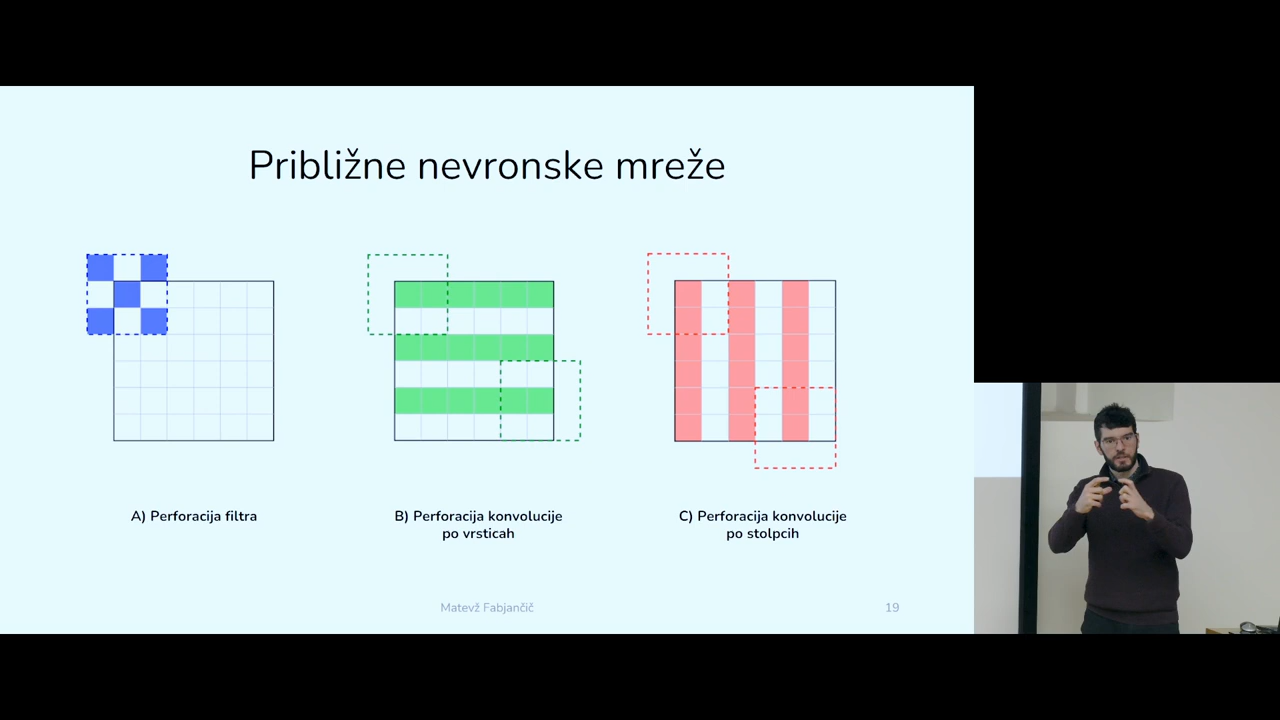 Približne nevronske mreže
A) Perforacija filtra
B) Perforacija konvolucije
po vrsticah
C) Perforacija konvolucije
po stolpcih
Matevž Fabjančič
19